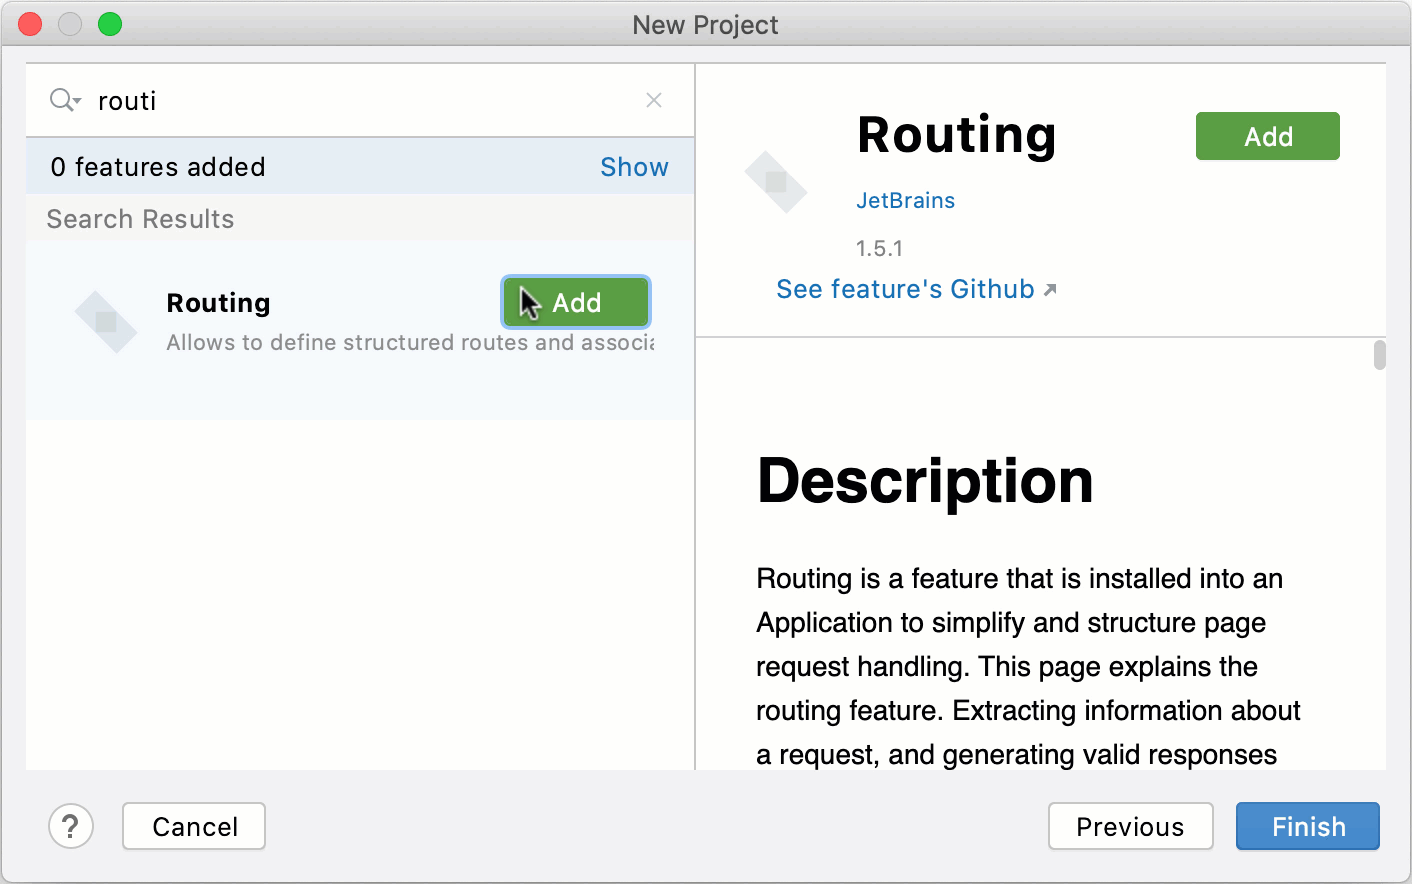 New Project
routi
0 features added
Show
Search Results
Routing
Add
Allows to define structured routes and
Routing
Add
JetBrains
1.5.1
See feature's Github
Description
Routing is a feature that is installed into an
Application to simplify and structure page
request handling. This page explains the
routing feature. Extracting information about
a request, and generating valid responses
?
Cancel
Previous
Finish